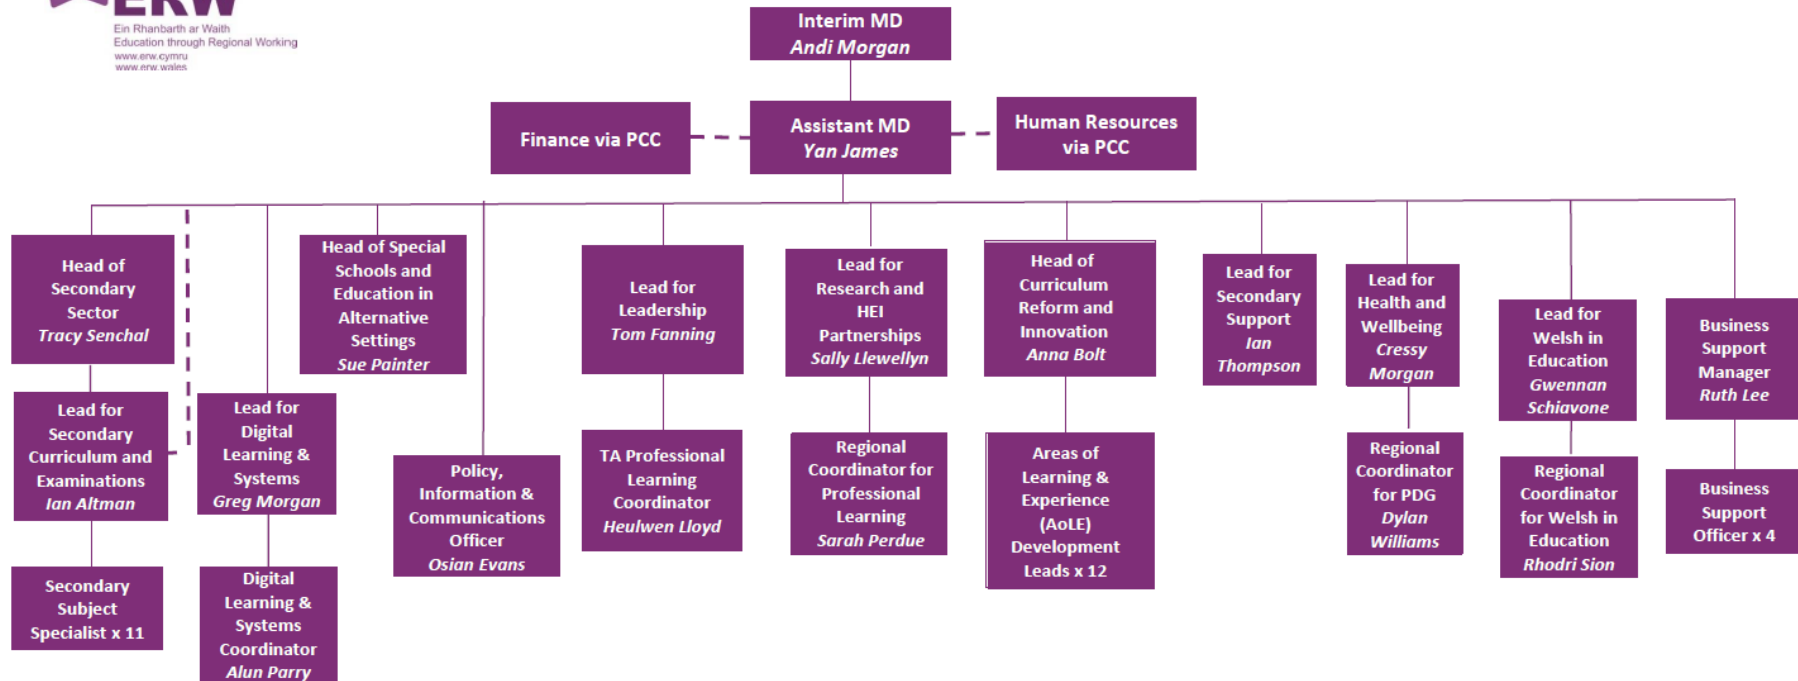 ERW
Ein Rhanbarth ar Waith
Education through Regional Working
www.erw.cymru
www.erw.wales
Interim MD
Andi Morgan
Finance via PCC
Assistant MD
Yan James
Human Resources
via PCC
Head of
Secondary
Sector
Tracy Senchal
Lead for
Secondary
Curriculum and
Examinations
Ian Altman
Secondary
Subject
Specialist x 11
Lead for
Digital
Learning &
Systems
Greg Morgan
Digital
Learning &
Systems
Coordinator
Alun Parry
Head of Special
Schools and
Education in
Alternative
Settings
Sue Painter
Policy,
Information &
Communications
Officer
Osian Evans
Lead for
Leadership
Tom Fanning
TA Professional
Learning
Coordinator
Heulwen Lloyd
Lead for
Research and
HEI
Partnerships
Sally Llewellyn
Regional
Coordinator for
Professional
Learning
Sarah Perdue
Head of
Curriculum
Reform and
Innovation
Anna Bolt
Areas of
Learning &
Experience
(AoLE)
Development
Leads x 12
Lead for
Secondary
Support
Ian
Thompson
Lead for
Health and
Wellbeing
Cressy
Morgan
Regional
Coordinator
for PDG
Dylan
Williams
Lead for
Welsh in
Education
Gwennan
Schiavone
Regional
Coordinator
for Welsh in
Education
Rhodri Sion
Business
Support
Manager
Ruth Lee
Business
Support
Officer x 4